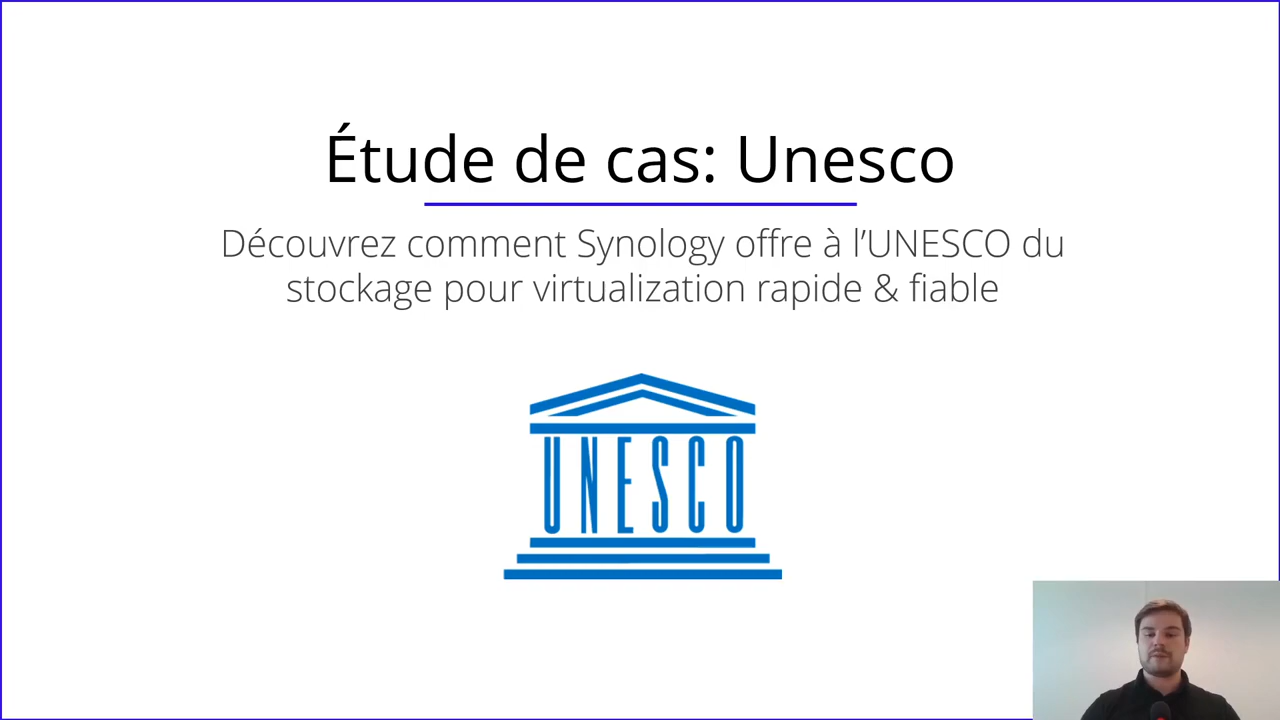 Étude de cas: Unesco
Découvrez comment Synology offre à l’UNESCO du
stockage pour virtualization rapide & fiable
UNESCO